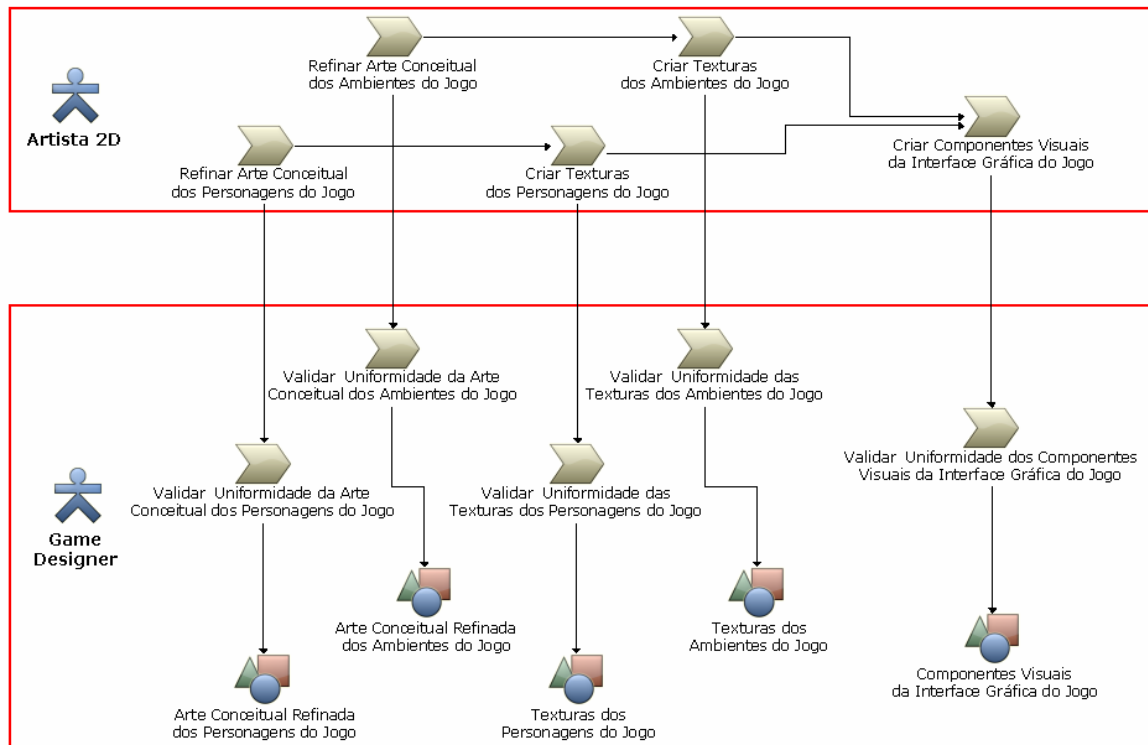 Refinar Arte Conceitual
dos Ambientes do Jogo
Criar Texturas
dos Ambientes do Jogo
Artista 2D
Refinar Arte Conceitual
dos Personagens do Jogo
Criar Texturas
dos Personagens do Jogo
Criar Componentes Visuais
da Interface Gráfica do Jogo
Validar Uniformidade da Arte
Conceitual dos Ambientes do Jogo
Validar Uniformidade das
Texturas dos Ambientes do Jogo
Validar Uniformidade dos Componentes
Visuais da Interface Gráfica do Jogo
Game
Designer
Validar Uniformidade da Arte
Conceitual dos Personagens do Jogo
Validar Uniformidade das
Texturas dos Personagens do Jogo
Arte Conceitual Refinada
dos Ambientes do Jogo
Texturas dos
Ambientes do Jogo
Componentes Visuais
da Interface Gráfica do Jogo
Arte Conceitual Refinada
dos Personagens do Jogo
Texturas dos
Personagens do Jogo